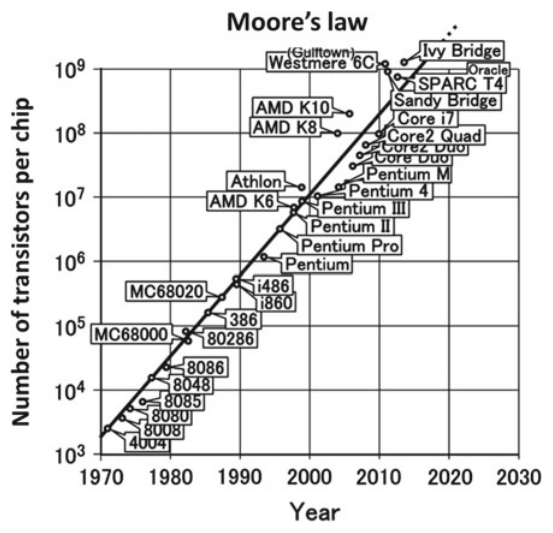 Moore's law
Number of transistors per chip
10⁹
10⁸
10⁷
10⁶
10⁵
10⁴
10³
(Gulftown)
Westmere 6C
Ivy Bridge
Oracle
SPARC T4
Sandy Bridge
AMD K10
AMD K8
Core i7
Core2 Quad
Core2 Duo
Core Duo
Pentium M
Athlon
Pentium 4
AMD K6
Pentium III
Pentium II
Pentium Pro
Pentium
MC68020
i486
i860
386
MC68000
80286
8086
8048
8085
8080
8008
4004
1970 1980 1990 2000 2010 2020 2030
Year